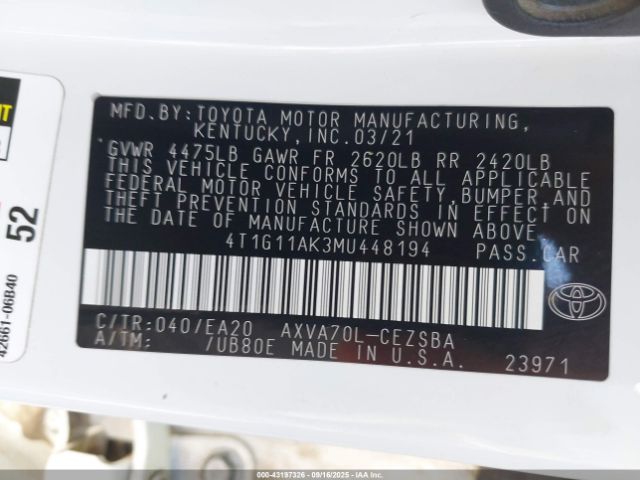 MFD.BY:TOYOTA MOTOR MANUFACTURING,
KENTUCKY,INC.03/21
GVWR 4475LB GAWR FR 2620LB RR 2420LB
THIS VEHICLE CONFORMS TO ALL APPLICABLE
FEDERAL MOTOR VEHICLE SAFETY,BUMPER,AND
THEFT PREVENTION STANDARDS IN EFFECT ON
THE DATE OF MANUFACTURE SHOWN ABOVE.
4T1G11AK3MU448194 PASS.CAR
C/TR:040/EA20 AXVA70L-CEZSBA
A/TM: /UB80E MADE IN U.S.A.
23971
52
42661-06B40
000-43197326 - 09/16/2025 - IAAI.COM